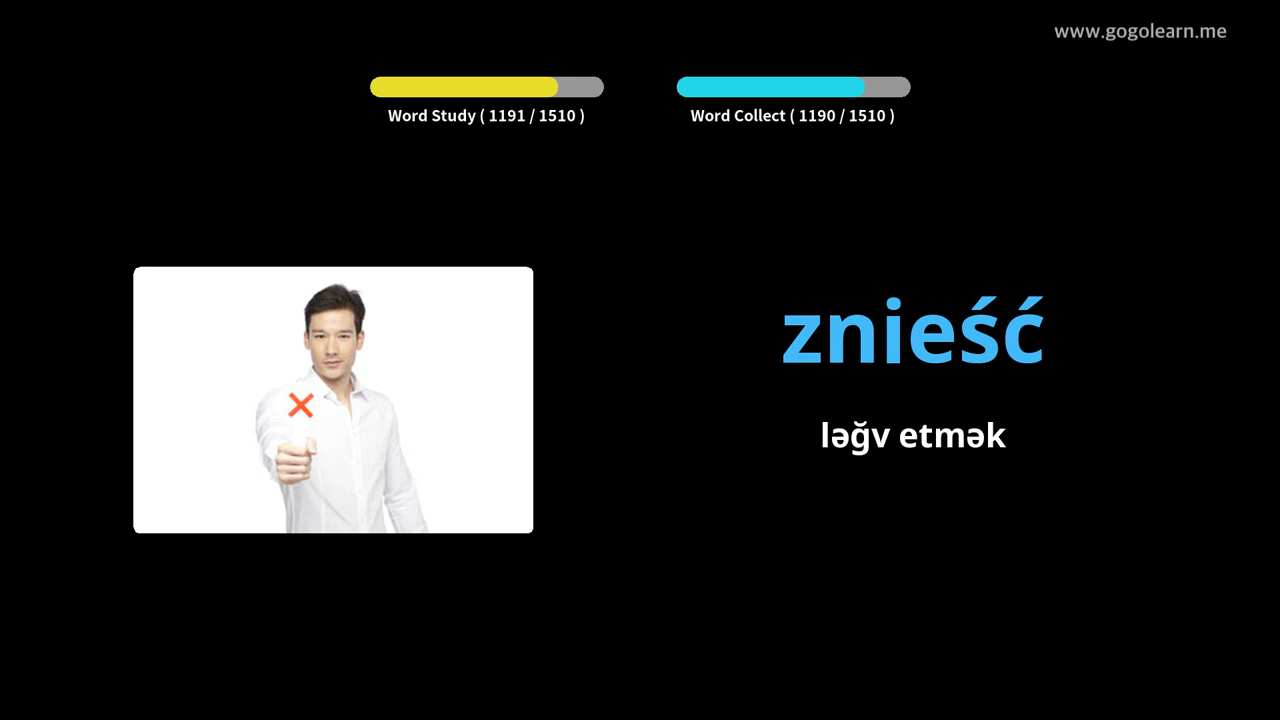 www.gogolearn.me
Word Study ( 1191 / 1510 )
Word Collect ( 1190 / 1510 )
znieść
ləğv etmək